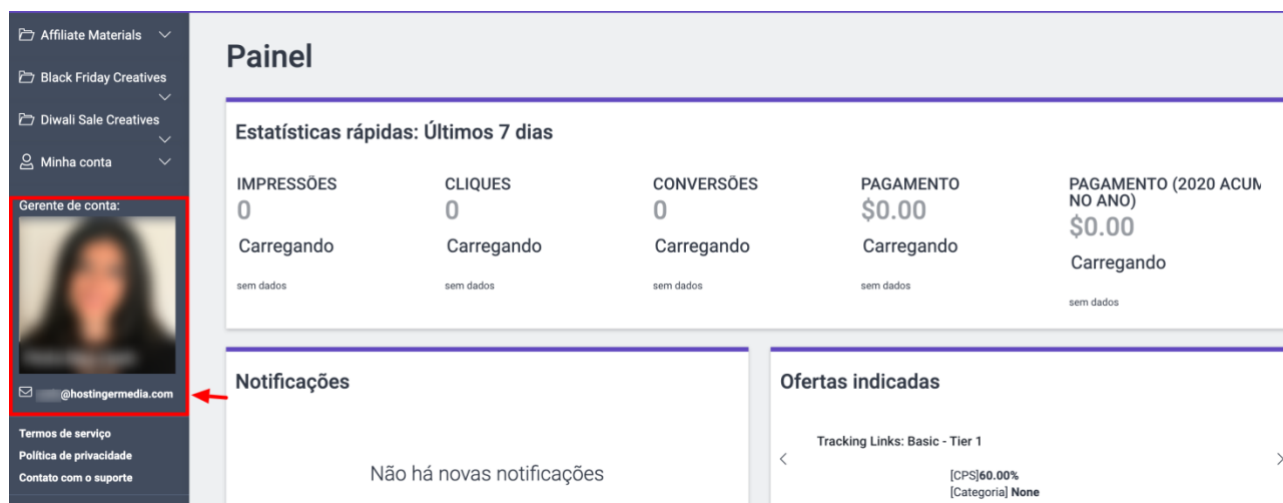 Affiliate Materials
Black Friday Creatives
Diwali Sale Creatives
Minha conta
Gerente de conta:
@hostingermedia.com
Termos de serviço
Política de privacidade
Contato com o suporte
Painel
Estatísticas rápidas: Últimos 7 dias
IMPRESSÕES
0
Carregando
sem dados
CLIQUES
0
Carregando
sem dados
CONVERSÕES
0
Carregando
sem dados
PAGAMENTO
$0.00
Carregando
sem dados
PAGAMENTO (2020 ACUM
NO ANO)
$0.00
Carregando
sem dados
Notificações
Não há novas notificações
Ofertas indicadas
Tracking Links: Basic - Tier 1
[CPS]60.00%
[Categoria] None